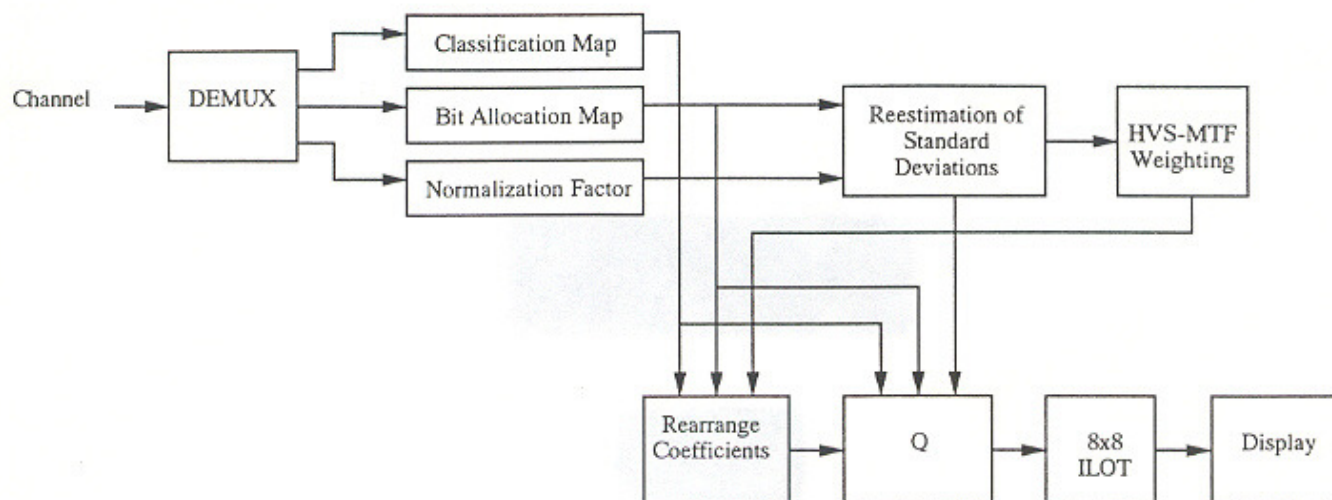 Channel
DEMUX
Classification Map
Bit Allocation Map
Normalization Factor
Reestimation of
Standard
Deviations
HVS-MTF
Weighting
Rearrange
Coefficients
Q
8x8
ILOT
Display